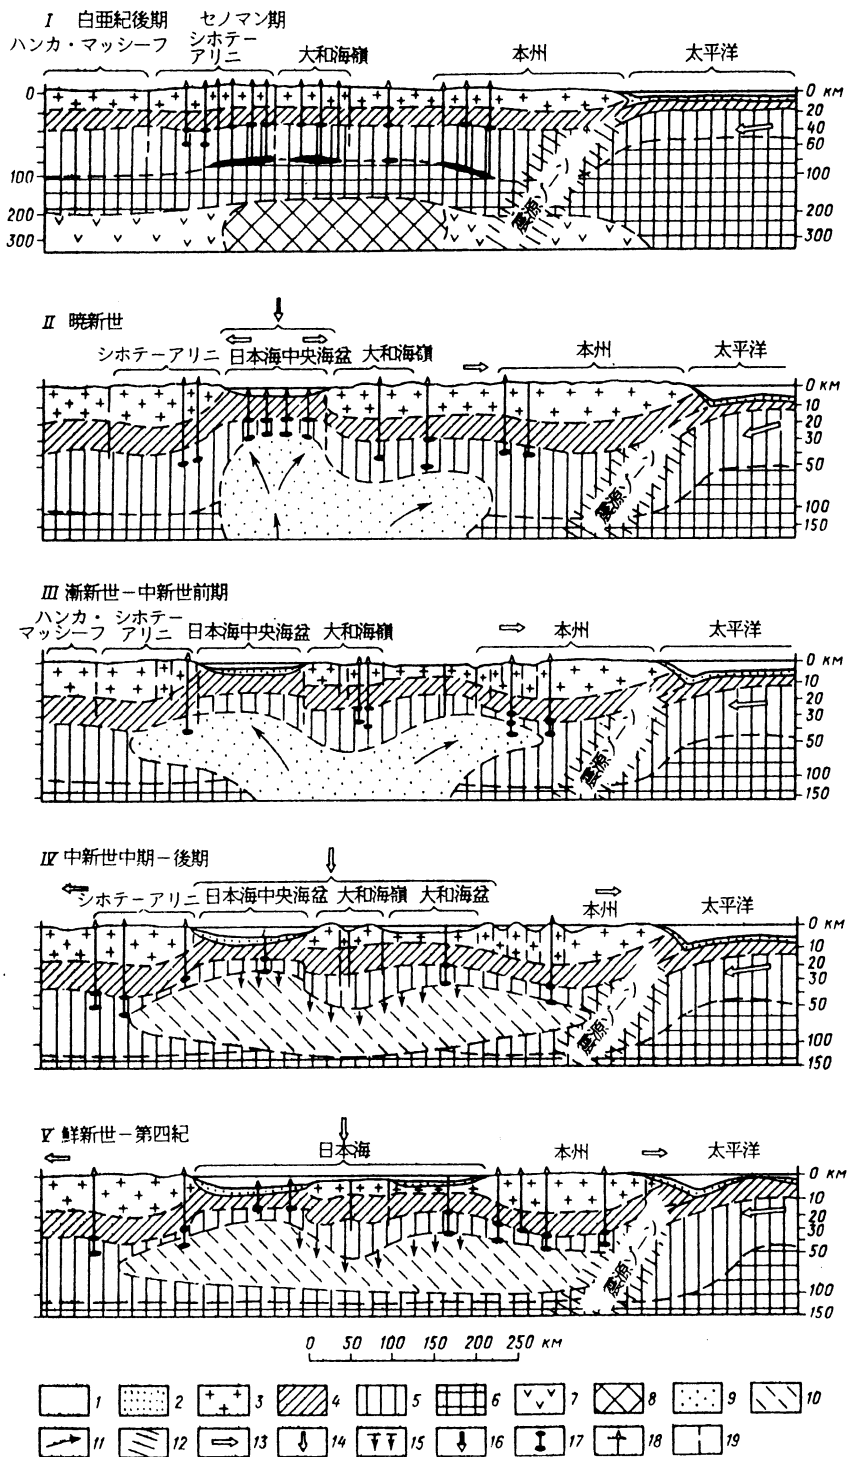 I 白亜紀後期 セノマン期
ハンカ・マッシーフ シホテーアリニ 大和海嶺 本州 太平洋
0 100 200 300
0 KM 20 40 60 100 200 300
震源ゾーン
II 暁新世
シホテーアリニ 日本海中央海盆 大和海嶺 本州 太平洋
0 KM 10 20 30 50 100 150
震源ゾーン
III 漸新世－中新世前期
ハンカ・マッシーフ シホテーアリニ 日本海中央海盆 大和海嶺 本州 太平洋
0 KM 10 20 30 50 100 150
震源ゾーン
IV 中新世中期－後期
シホテーアリニ 日本海中央海盆 大和海嶺 大和海盆 本州 太平洋
0 KM 10 20 30 50 100 150
震源ゾーン
V 鮮新世－第四紀
日本海 本州 太平洋
0 KM 10 20 30 50 100 150
震源ゾーン
0 50 100 150 200 250 KM
1 2 3 4 5 6 7 8 9 10
11 12 13 14 15 16 17 18 19